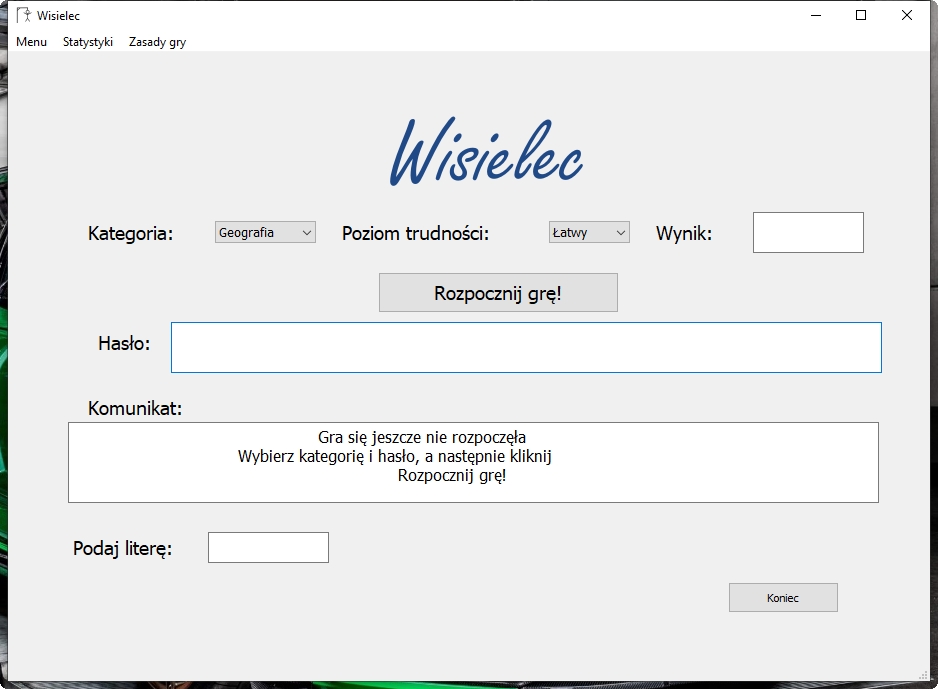 Wisielec
Menu Statystyki Zasady gry
Wisielec
Kategoria: Geografia Poziom trudności: Łatwy Wynik:
Rozpocznij grę!
Hasło:
Komunikat:
Gra się jeszcze nie rozpoczęła
Wybierz kategorię i hasło, a następnie kliknij
Rozpocznij grę!
Podaj literę:
Koniec